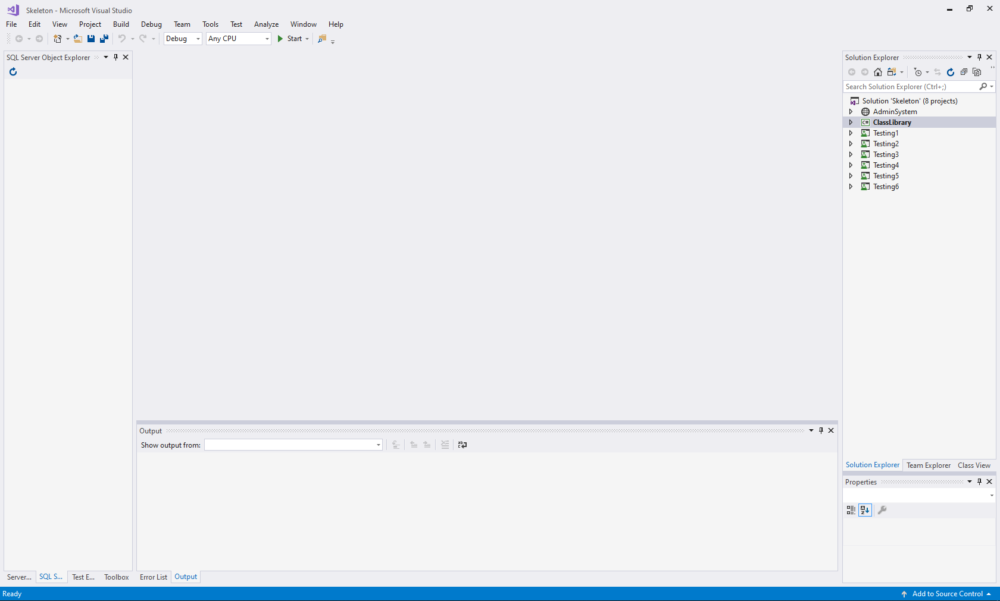 Skeleton - Microsoft Visual Studio
File Edit View Project Build Debug Team Tools Test Analyze Window Help
Debug Any CPU Start
SQL Server Object Explorer
Solution Explorer
Search Solution Explorer (Ctrl+;)
Solution 'Skeleton' (8 projects)
AdminSystem
C# ClassLibrary
Testing1
Testing2
Testing3
Testing4
Testing5
Testing6
Output
Show output from:
Solution Explorer Team Explorer Class View
Properties
Server... SQL S... Test E... Toolbox Error List Output
Ready Add to Source Control